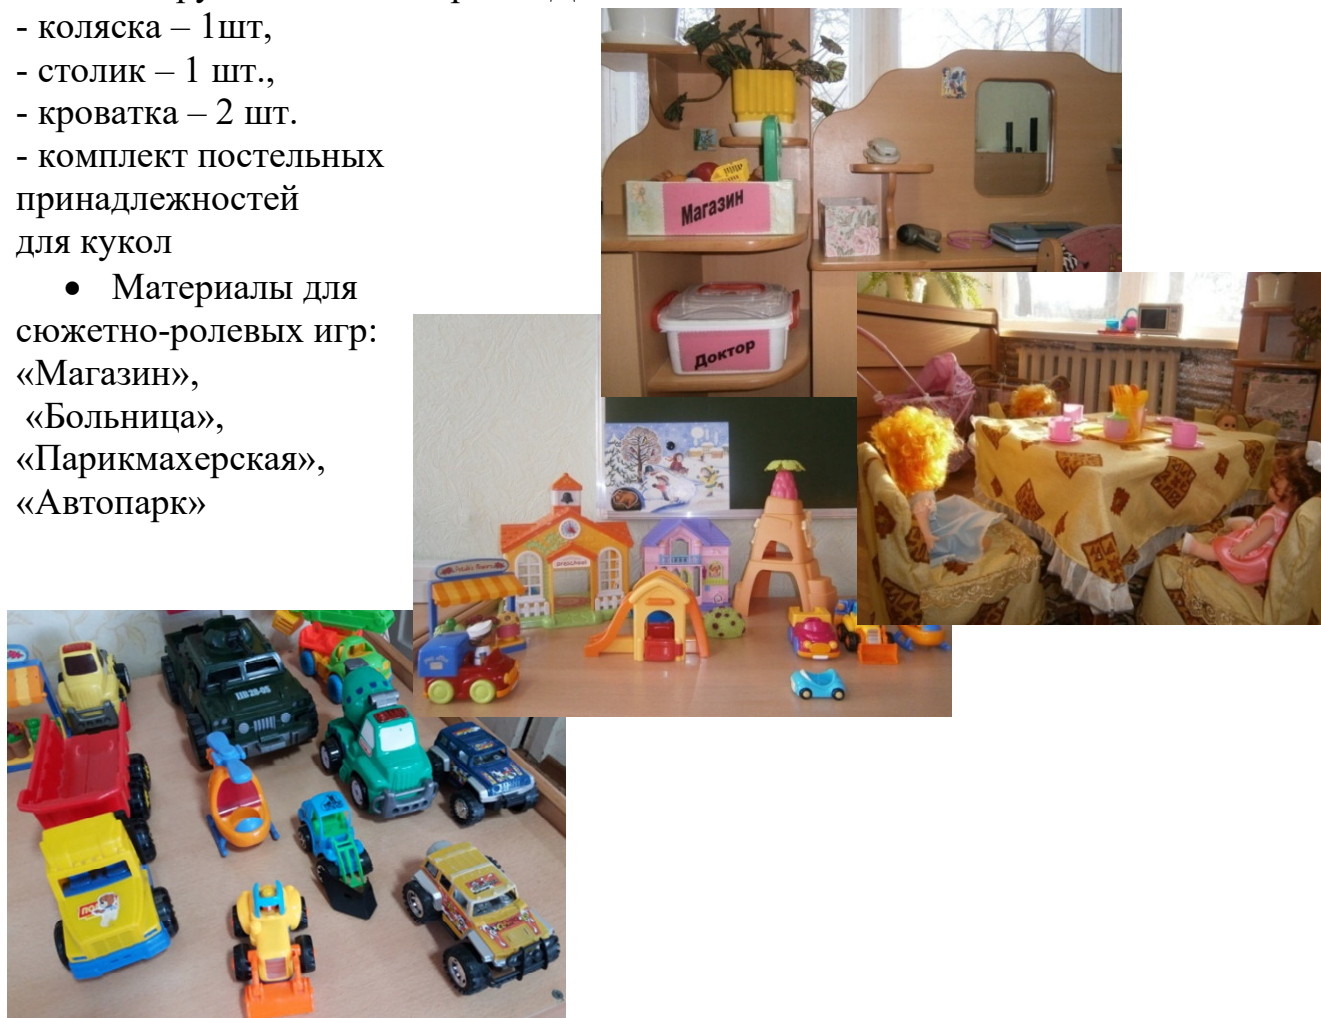 - коляска – 1шт,
- столик – 1 шт.,
- кроватка – 2 шт.
- комплект постельных
принадлежностей
для кукол
• Материалы для
сюжетно-ролевых игр:
«Магазин»,
«Больница»,
«Парикмахерская»,
«Автопарк»
Магазин
Доктор